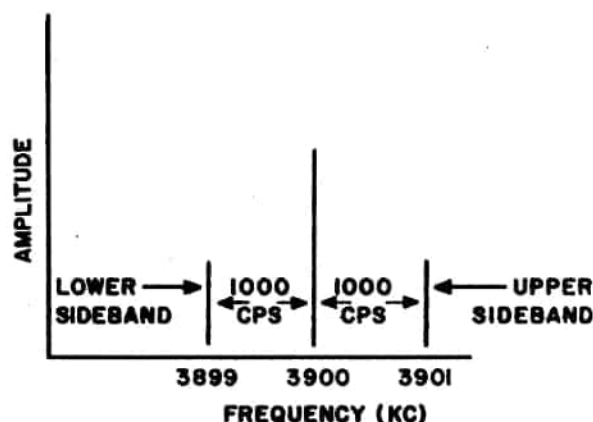 AMPLITUDE
LOWER
SIDEBAND
1000
CPS
1000
CPS
UPPER
SIDEBAND
3899 3900 3901
FREQUENCY (KC)